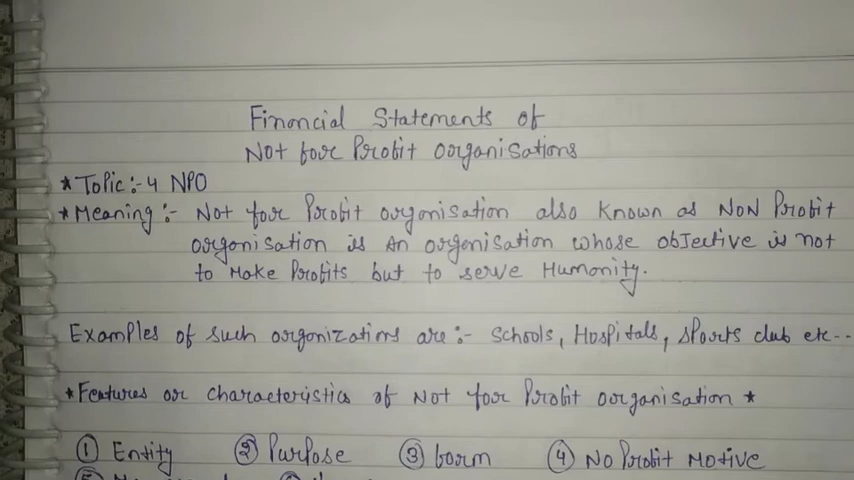 Financial Statements of
Not for Profit Organisations
* Topic:- 4 NPO
* Meaning:- Not for Profit organisation also known as NON Profit
organisation is An organisation whose objective is not
to Make Profits but to serve Humanity.
Examples of such organizations are:- Schools, Hospitals, Sports club etc--
* Features or characteristics of Not for Profit Organisation *
① Entity ② Purpose ③ form ④ No Profit Motive
⑤